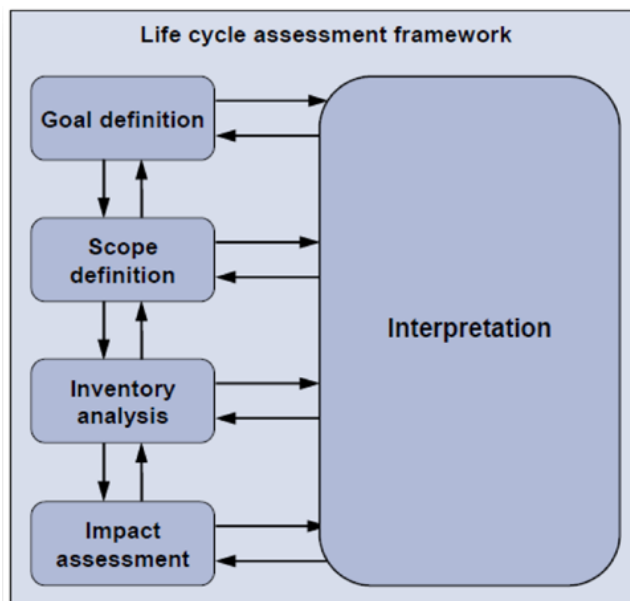 Life cycle assessment framework
Goal definition
Scope
definition
Inventory
analysis
Impact
assessment
Interpretation